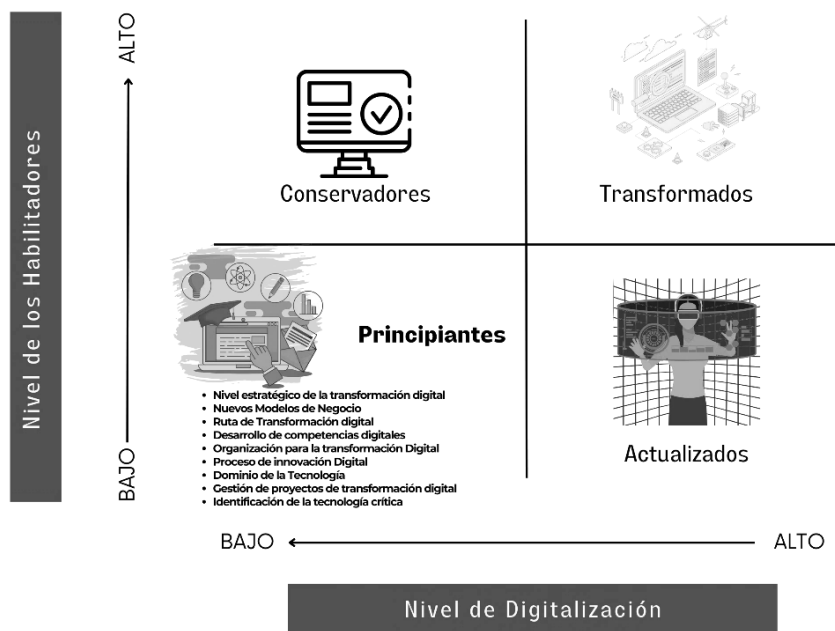 Nivel de los Habilitadores
ALTO
BAJO
Conservadores
Transformados
Principiantes
• Nivel estratégico de la transformación digital
• Nuevos Modelos de Negocio
• Ruta de Transformación digital
• Desarrollo de competencias digitales
• Organización para la transformación Digital
• Proceso de innovación Digital
• Dominio de la Tecnología
• Gestión de proyectos de transformación digital
• Identificación de la tecnología crítica
Actualizados
BAJO
ALTO
Nivel de Digitalización